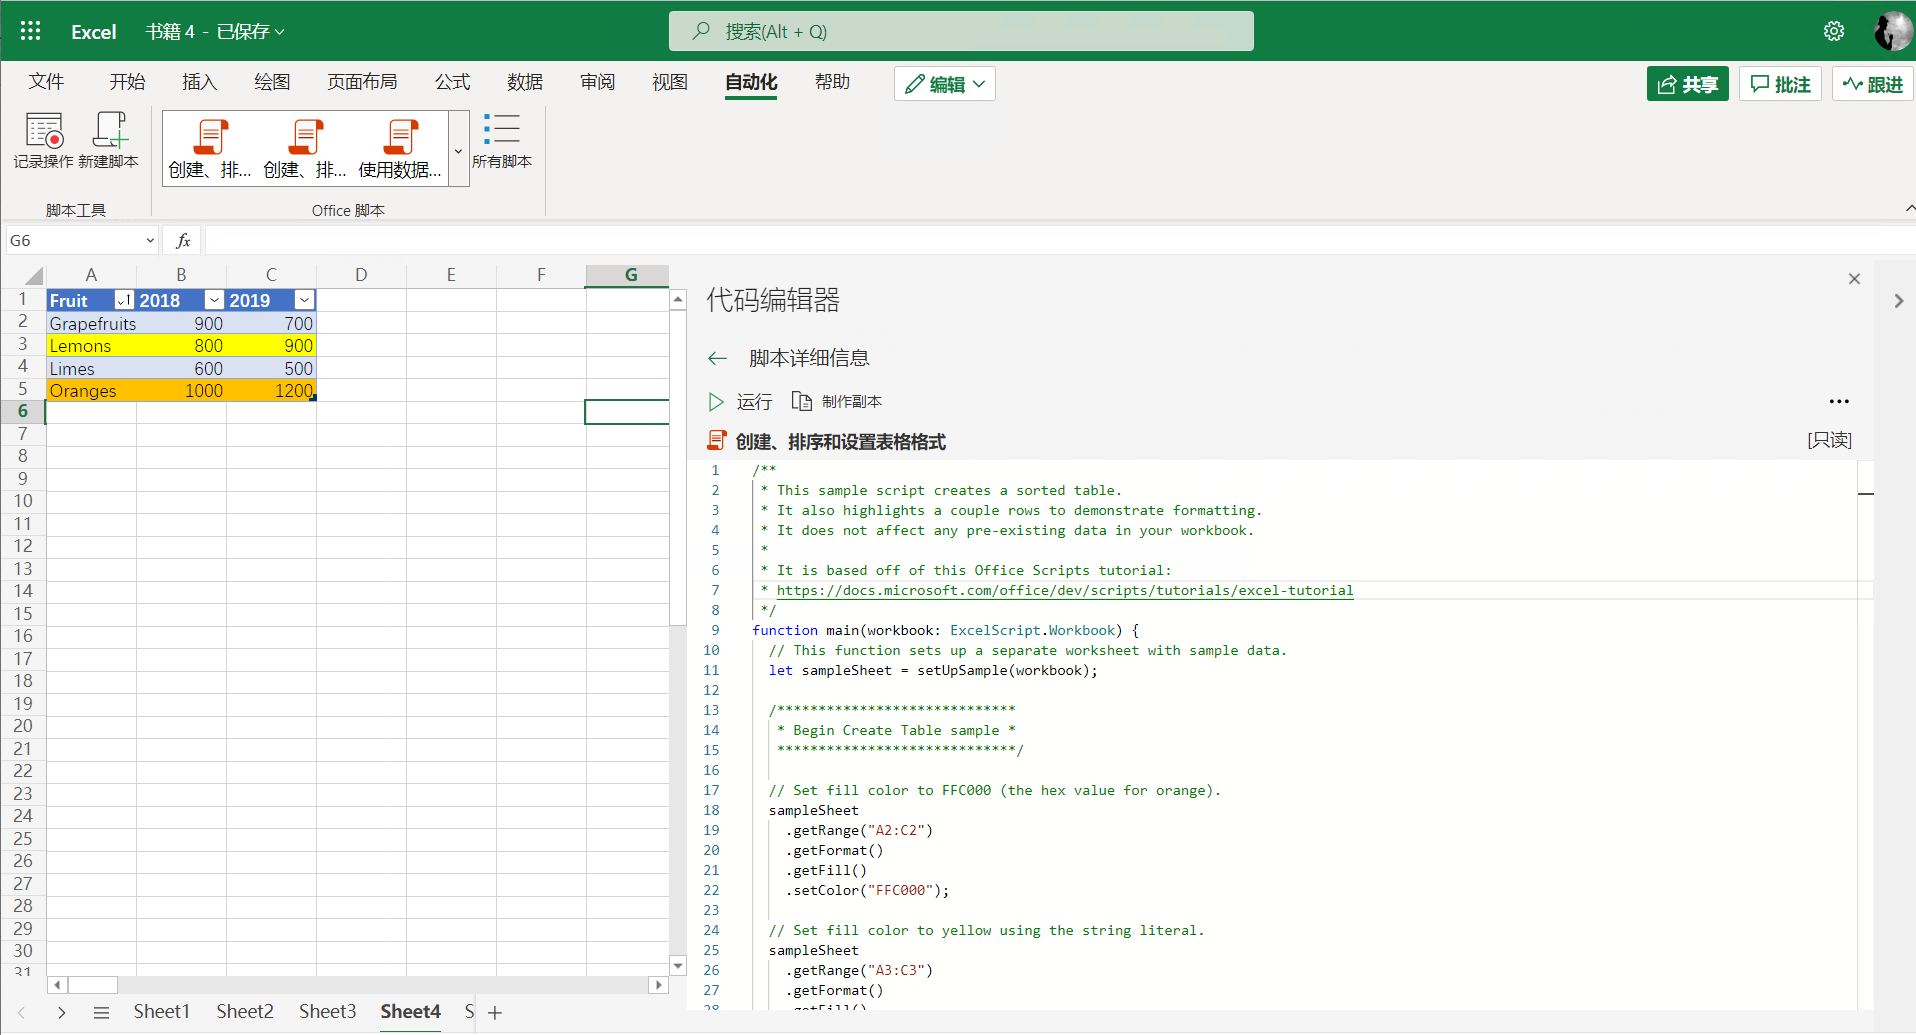 Excel 书籍 4 - 已保存
搜索(Alt + Q)
文件 开始 插入 绘图 页面布局 公式 数据 审阅 视图 自动化 帮助 编辑 共享 批注 跟进
记录操作 新建脚本 创建、排... 创建、排... 使用数据... 所有脚本
脚本工具 Office 脚本
G6 fx
A B C D E F G
1 Fruit 2018 2019
2 Grapefruits 900 700
3 Lemons 800 900
4 Limes 600 500
5 Oranges 1000 1200
6
7
8
9
10
11
12
13
14
15
16
17
18
19
20
21
22
23
24
25
26
27
28
29
30
31
Sheet1 Sheet2 Sheet3 Sheet4 S
代码编辑器
脚本详细信息
运行 制作副本
创建、排序和设置表格格式 [只读]
1 /**
2 * This sample script creates a sorted table.
3 * It also highlights a couple rows to demonstrate formatting.
4 * It does not affect any pre-existing data in your workbook.
5 *
6 * It is based off of this Office Scripts tutorial:
7 * https://docs.microsoft.com/office/dev/scripts/tutorials/excel-tutorial
8 */
9 function main(workbook: ExcelScript.Workbook) {
10 // This function sets up a separate worksheet with sample data.
11 let sampleSheet = setUpSample(workbook);
12
13 /*****************************
14 * Begin Create Table sample *
15 *****************************/
16
17 // Set fill color to FFC000 (the hex value for orange).
18 sampleSheet
19 .getRange("A2:C2")
20 .getFormat()
21 .getFill()
22 .setColor("FFC000");
23
24 // Set fill color to yellow using the string literal.
25 sampleSheet
26 .getRange("A3:C3")
27 .getFormat()
28 .getFill()